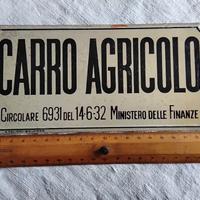 CARRO AGRICOLO
CIRCOLARE 6931 DEL 14-6-32 MINISTERO DELLE FINANZE